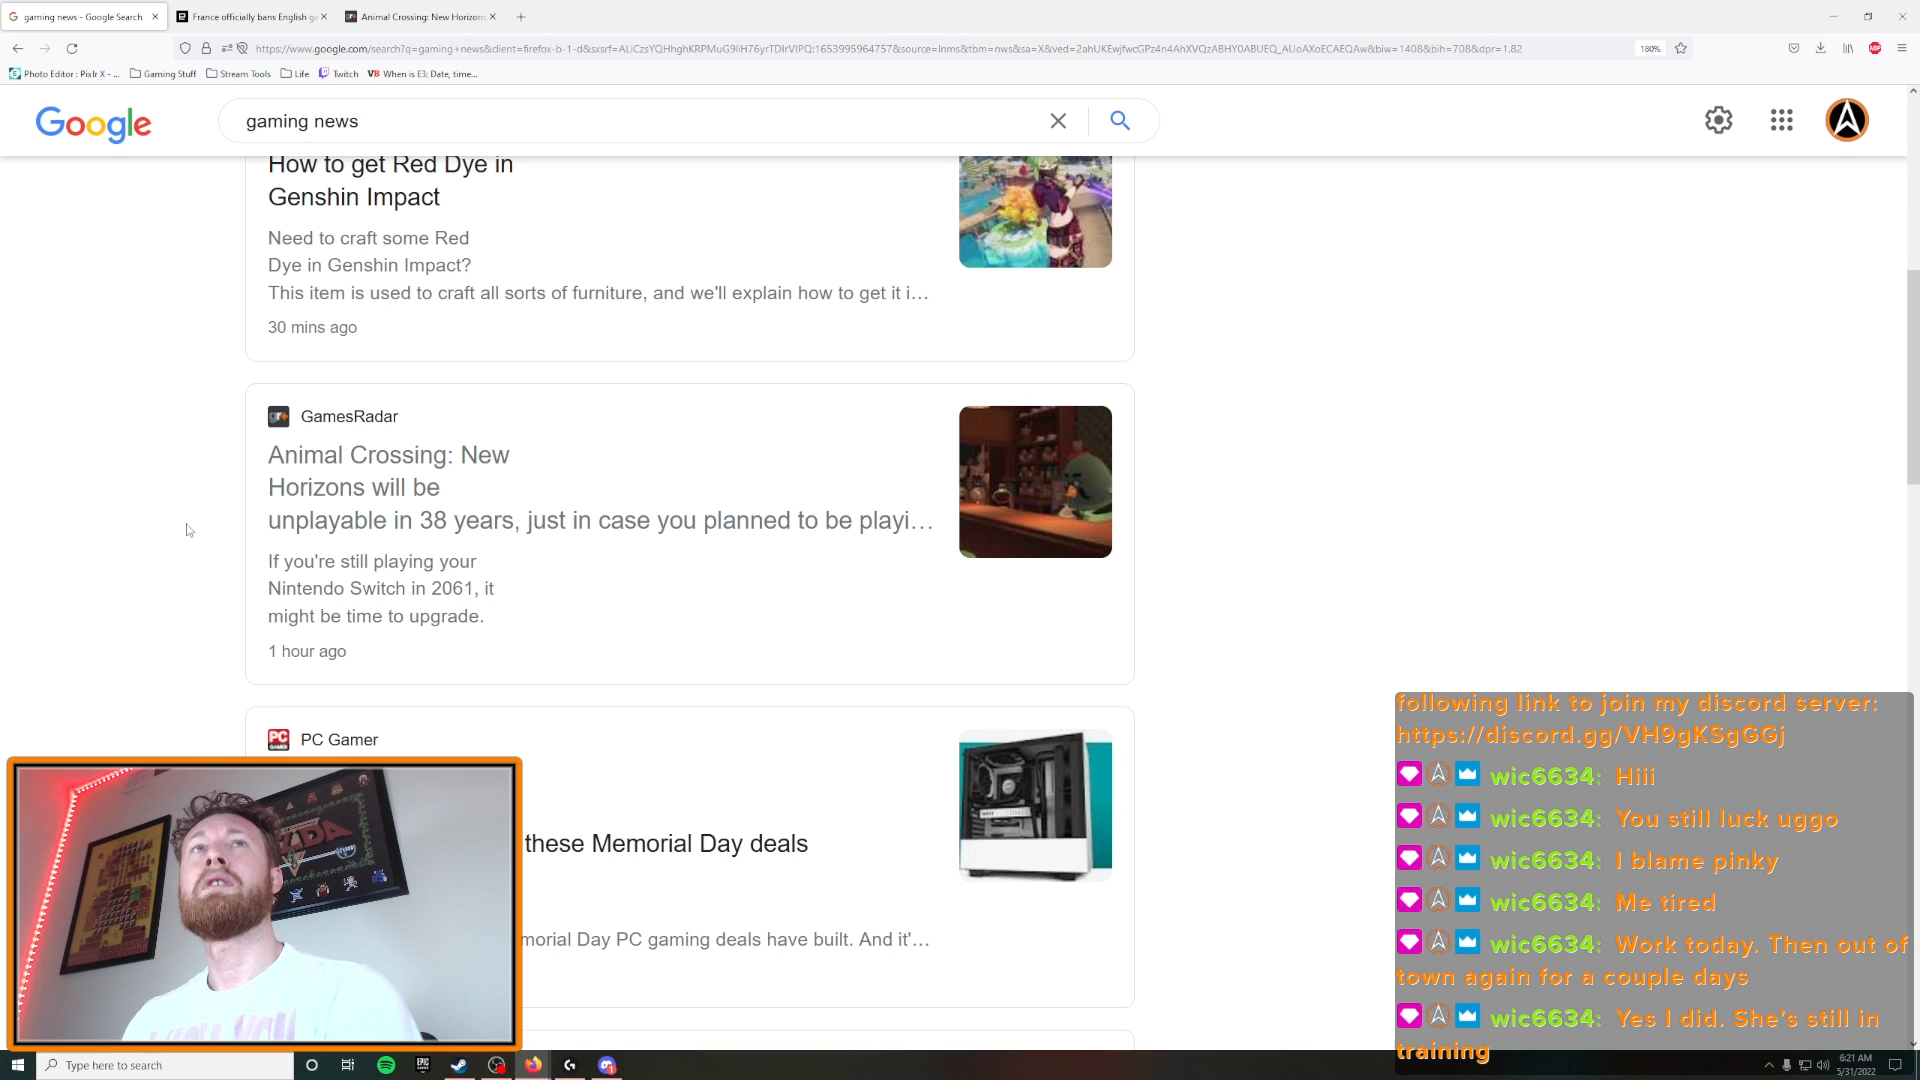 gaming news - Google Search
France officially bans English ga
Animal Crossing: New Horizons
https://www.google.com/search?q=gaming+news&client=firefox-b-1-d&sxsrf=ALiCzsYQHhghKRPMuG9liH76yrTDIrVIPQ:1653995964757&source=lnms&tbm=nws&sa=X&ved=2ahUKEwjfwcGPz4n4AhXVQzABHY0ABUEQ_AUoAXoECAEQAw&biw=1408&bih=708&dpr=1.82
180%
Photo Editor : Pixlr X - ...
Gaming Stuff
Stream Tools
Life
Twitch
VB When is E3: Date, time...
Google
gaming news
How to get Red Dye in
Genshin Impact
Need to craft some Red
Dye in Genshin Impact?
This item is used to craft all sorts of furniture, and we'll explain how to get it i...
30 mins ago
GamesRadar
Animal Crossing: New
Horizons will be
unplayable in 38 years, just in case you planned to be playi...
If you're still playing your
Nintendo Switch in 2061, it
might be time to upgrade.
1 hour ago
PC Gamer
these Memorial Day deals
morial Day PC gaming deals have built. And it'...
following link to join my discord server:
https://discord.gg/VH9gKSgGGj
wic6634: Hiii
wic6634: You still luck uggo
wic6634: I blame pinky
wic6634: Me tired
wic6634: Work today. Then out of
town again for a couple days
wic6634: Yes I did. She's still in
training
ZELDA
Type here to search
6:21 AM
5/31/2022